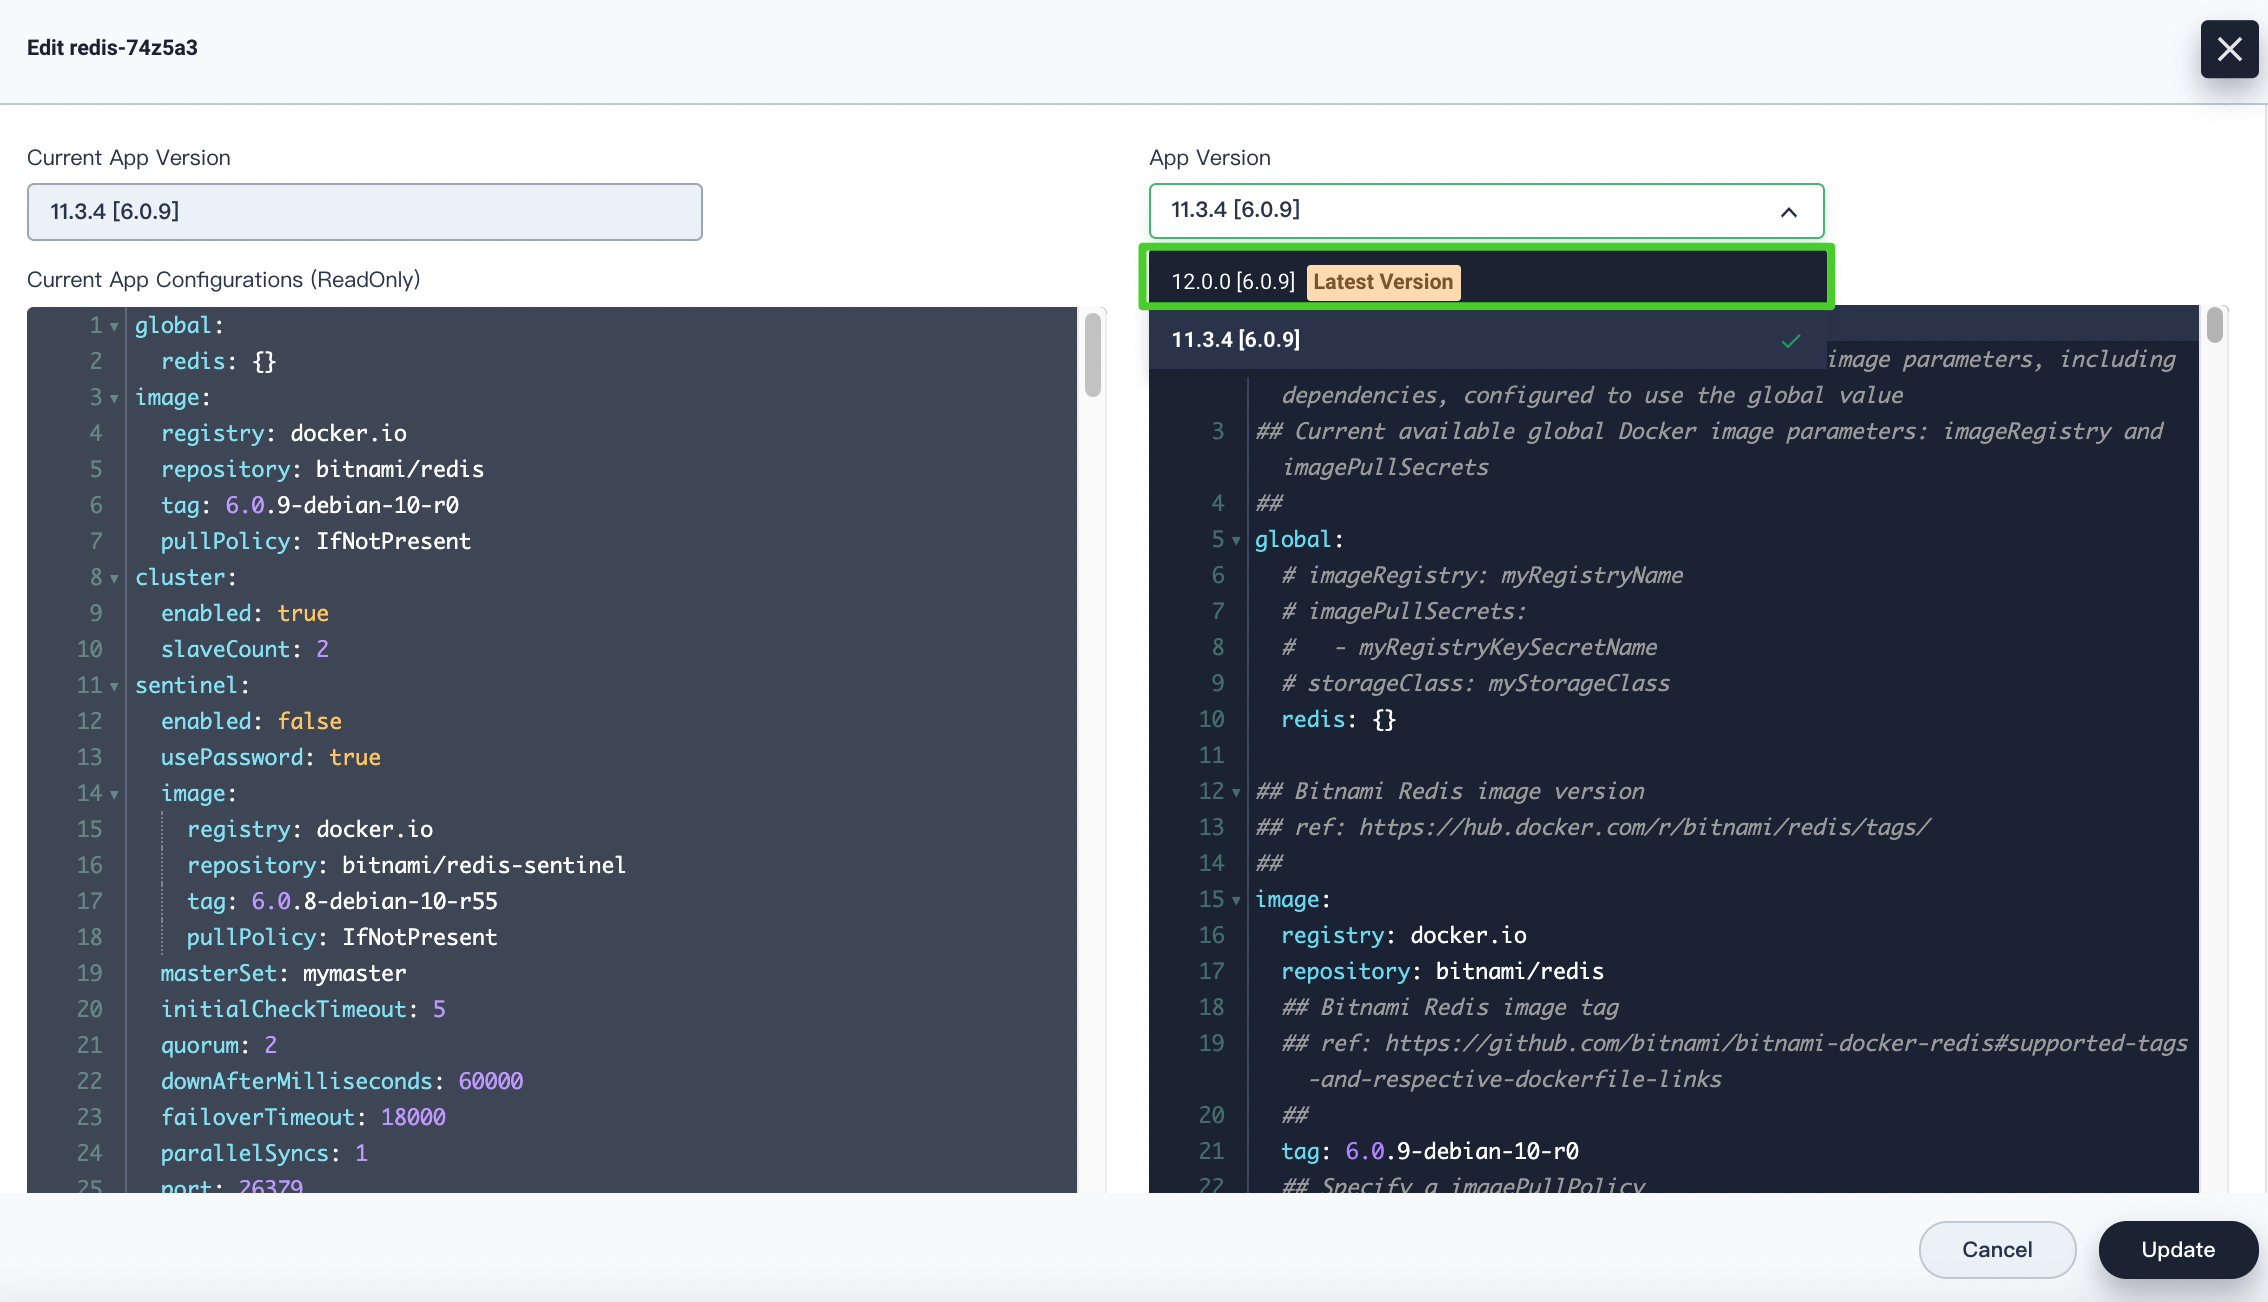 Edit redis-74z5a3
Current App Version
11.3.4 [6.0.9]
Current App Configurations (ReadOnly)
1 global:
2 redis: {}
3 image:
4 registry: docker.io
5 repository: bitnami/redis
6 tag: 6.0.9-debian-10-r0
7 pullPolicy: IfNotPresent
8 cluster:
9 enabled: true
10 slaveCount: 2
11 sentinel:
12 enabled: false
13 usePassword: true
14 image:
15 registry: docker.io
16 repository: bitnami/redis-sentinel
17 tag: 6.0.8-debian-10-r55
18 pullPolicy: IfNotPresent
19 masterSet: mymaster
20 initialCheckTimeout: 5
21 quorum: 2
22 downAfterMilliseconds: 60000
23 failoverTimeout: 18000
24 parallelSyncs: 1
25 port: 26379
App Version
11.3.4 [6.0.9]
12.0.0 [6.0.9] Latest Version
11.3.4 [6.0.9]
image parameters, including
dependencies, configured to use the global value
3 ## Current available global Docker image parameters: imageRegistry and
imagePullSecrets
4 ##
5 global:
6 # imageRegistry: myRegistryName
7 # imagePullSecrets:
8 # - myRegistryKeySecretName
9 # storageClass: myStorageClass
10 redis: {}
11
12 ## Bitnami Redis image version
13 ## ref: https://hub.docker.com/r/bitnami/redis/tags/
14 ##
15 image:
16 registry: docker.io
17 repository: bitnami/redis
18 ## Bitnami Redis image tag
19 ## ref: https://github.com/bitnami/bitnami-docker-redis#supported-tags
-and-respective-dockerfile-links
20 ##
21 tag: 6.0.9-debian-10-r0
22 ## Specify a imagePullPolicy
Cancel
Update